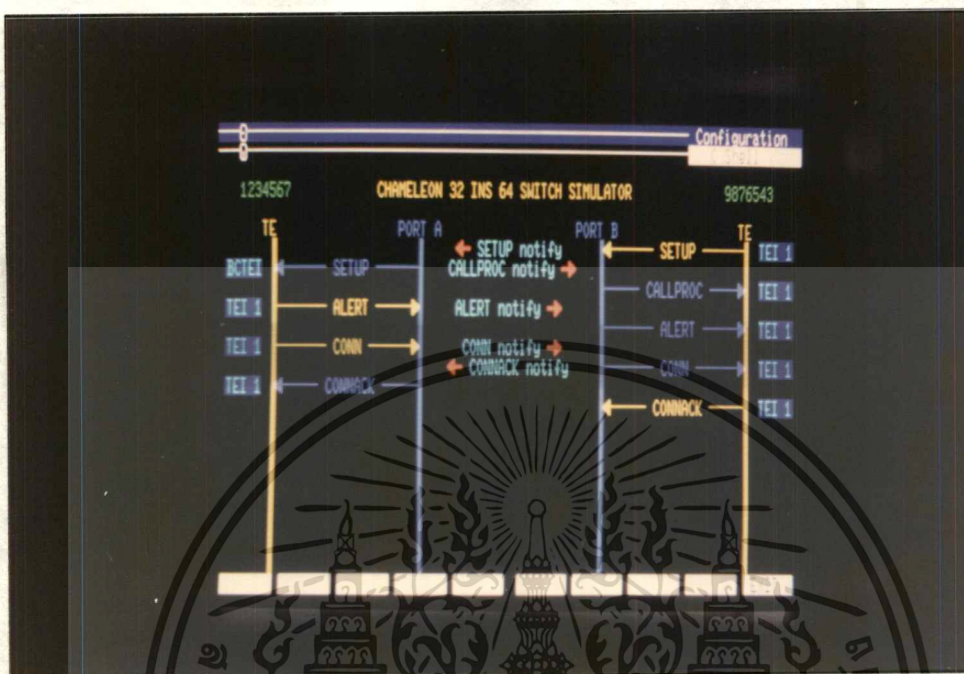 Configuration
Shell
1234567 CHAMELEON 32 INS 64 SWITCH SIMULATOR 9876543
TE PORT A PORT B TE
SETUP notify SETUP TEI 1
BCTEI SETUP CALLPROC notify
CALLPROC TEI 1
TEI 1 ALERT ALERT notify
ALERT TEI 1
TEI 1 CONN CONN notify
CONNACK notify CONN TEI 1
TEI 1 CONNACK
CONNACK TEI 1